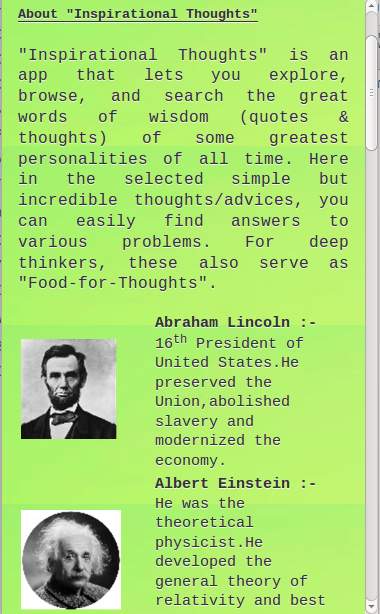 About "Inspirational Thoughts"
"Inspirational Thoughts" is an
app that lets you explore,
browse, and search the great
words of wisdom (quotes &
thoughts) of some greatest
personalities of all time. Here
in the selected simple but
incredible thoughts/advices, you
can easily find answers to
various problems. For deep
thinkers, these also serve as
"Food-for-Thoughts".
Abraham Lincoln :-
16th President of
United States.He
preserved the
Union,abolished
slavery and
modernized the
economy.
Albert Einstein :-
He was the
theoretical
physicist.He
developed the
general theory of
relativity and best